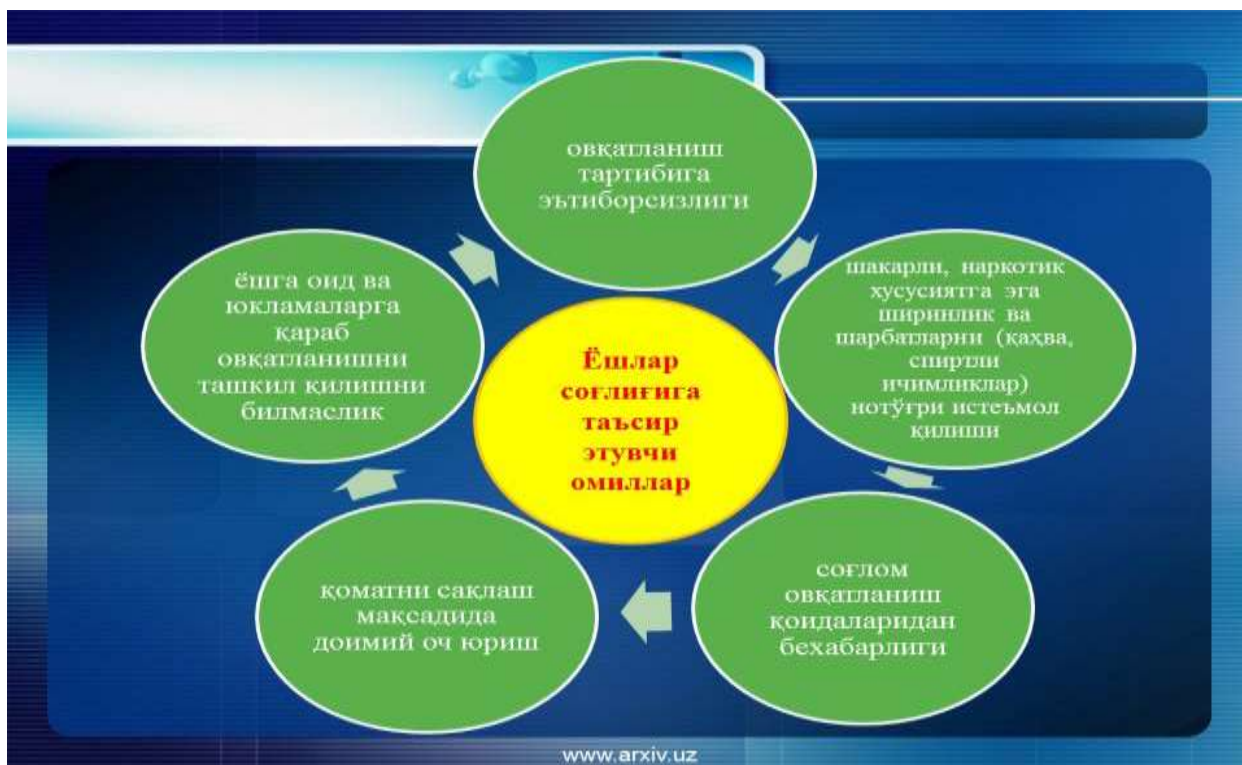 овқатланиш
тартибига
эътиборсизлиги
шакарли, наркотик
хусусиятга эга
ширинлик ва
шарбатларни (қаҳва,
спиртли
ичимликлар)
нотўғри истеъмол
қилиши
соғлом
овқатланиш
қоидаларидан
бехабарлиги
қоматни сақлаш
мақсадида
доимий оч юриш
ёшга оид ва
юкламаларга
қараб
овқатланишни
ташкил қилишни
билмаслик
Ёшлар
соғлиғига
таъсир
этувчи
омиллар
www.arxiv.uz